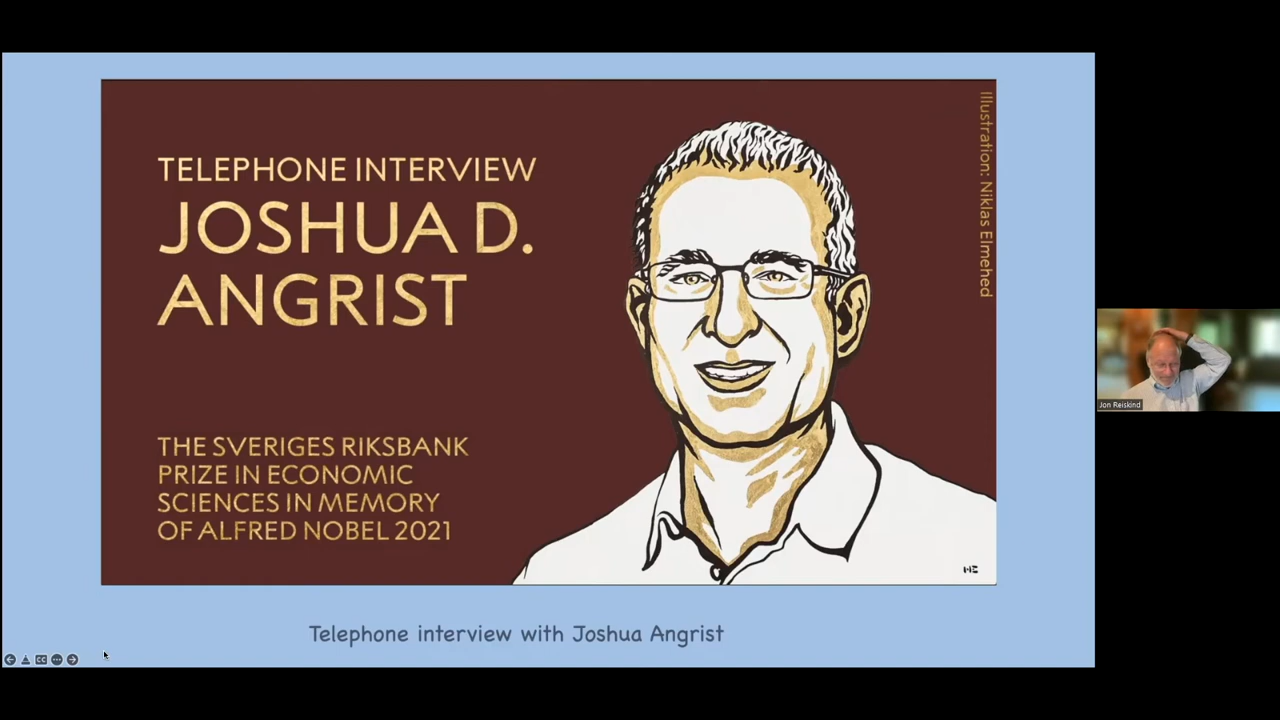 TELEPHONE INTERVIEW
JOSHUA D.
ANGRIST
THE SVERIGES RIKSBANK
PRIZE IN ECONOMIC
SCIENCES IN MEMORY
OF ALFRED NOBEL 2021
Illustration: Niklas Elmehed
Telephone interview with Joshua Angrist
Jon Reiskind
CC